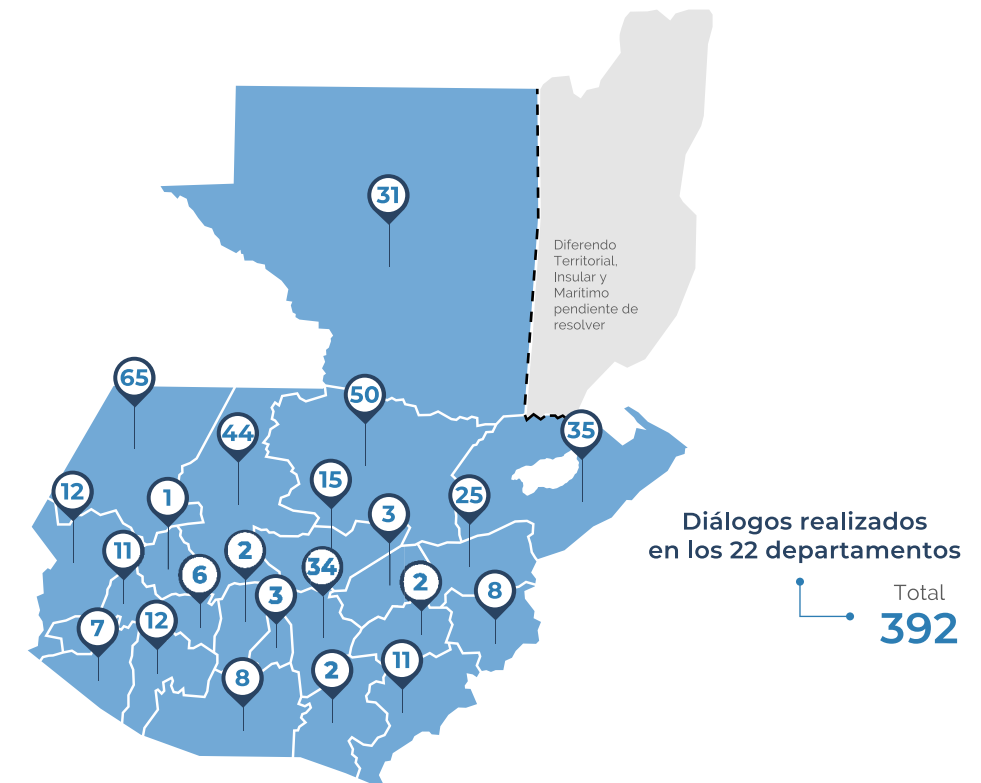 31
Diferendo
Territorial,
Insular y
Marítimo
pendiente de
resolver
65
50
44
35
12
1
15
25
3
11
2
34
6
3
2
8
7
12
8
2
11
Diálogos realizados
en los 22 departamentos
Total
392